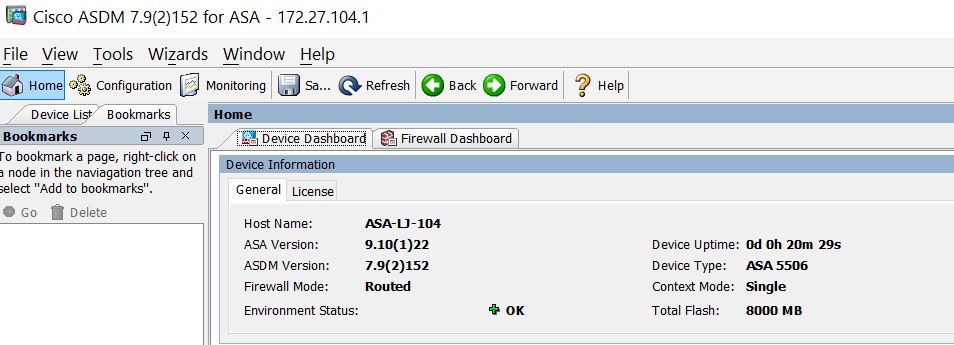 Cisco ASDM 7.9(2)152 for ASA - 172.27.104.1
File View Tools Wizards Window Help
Home Configuration Monitoring Sa... Refresh Back Forward Help
Device List Bookmarks
Home
Bookmarks
Device Dashboard Firewall Dashboard
To bookmark a page, right-click on
a node in the naviagation tree and
select "Add to bookmarks".
Go Delete
Device Information
General License
Host Name: ASA-LJ-104
ASA Version: 9.10(1)22 Device Uptime: 0d 0h 20m 29s
ASDM Version: 7.9(2)152 Device Type: ASA 5506
Firewall Mode: Routed Context Mode: Single
Environment Status: OK Total Flash: 8000 MB